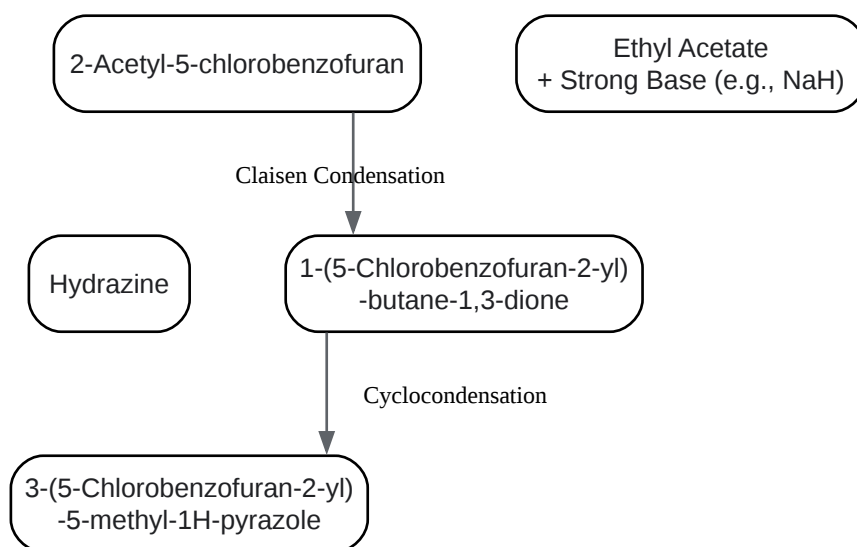 2-Acetyl-5-chlorobenzofuran
Ethyl Acetate
+ Strong Base (e.g., NaH)
Claisen Condensation
Hydrazine
1-(5-Chlorobenzofuran-2-yl)
-butane-1,3-dione
Cyclocondensation
3-(5-Chlorobenzofuran-2-yl)
-5-methyl-1H-pyrazole